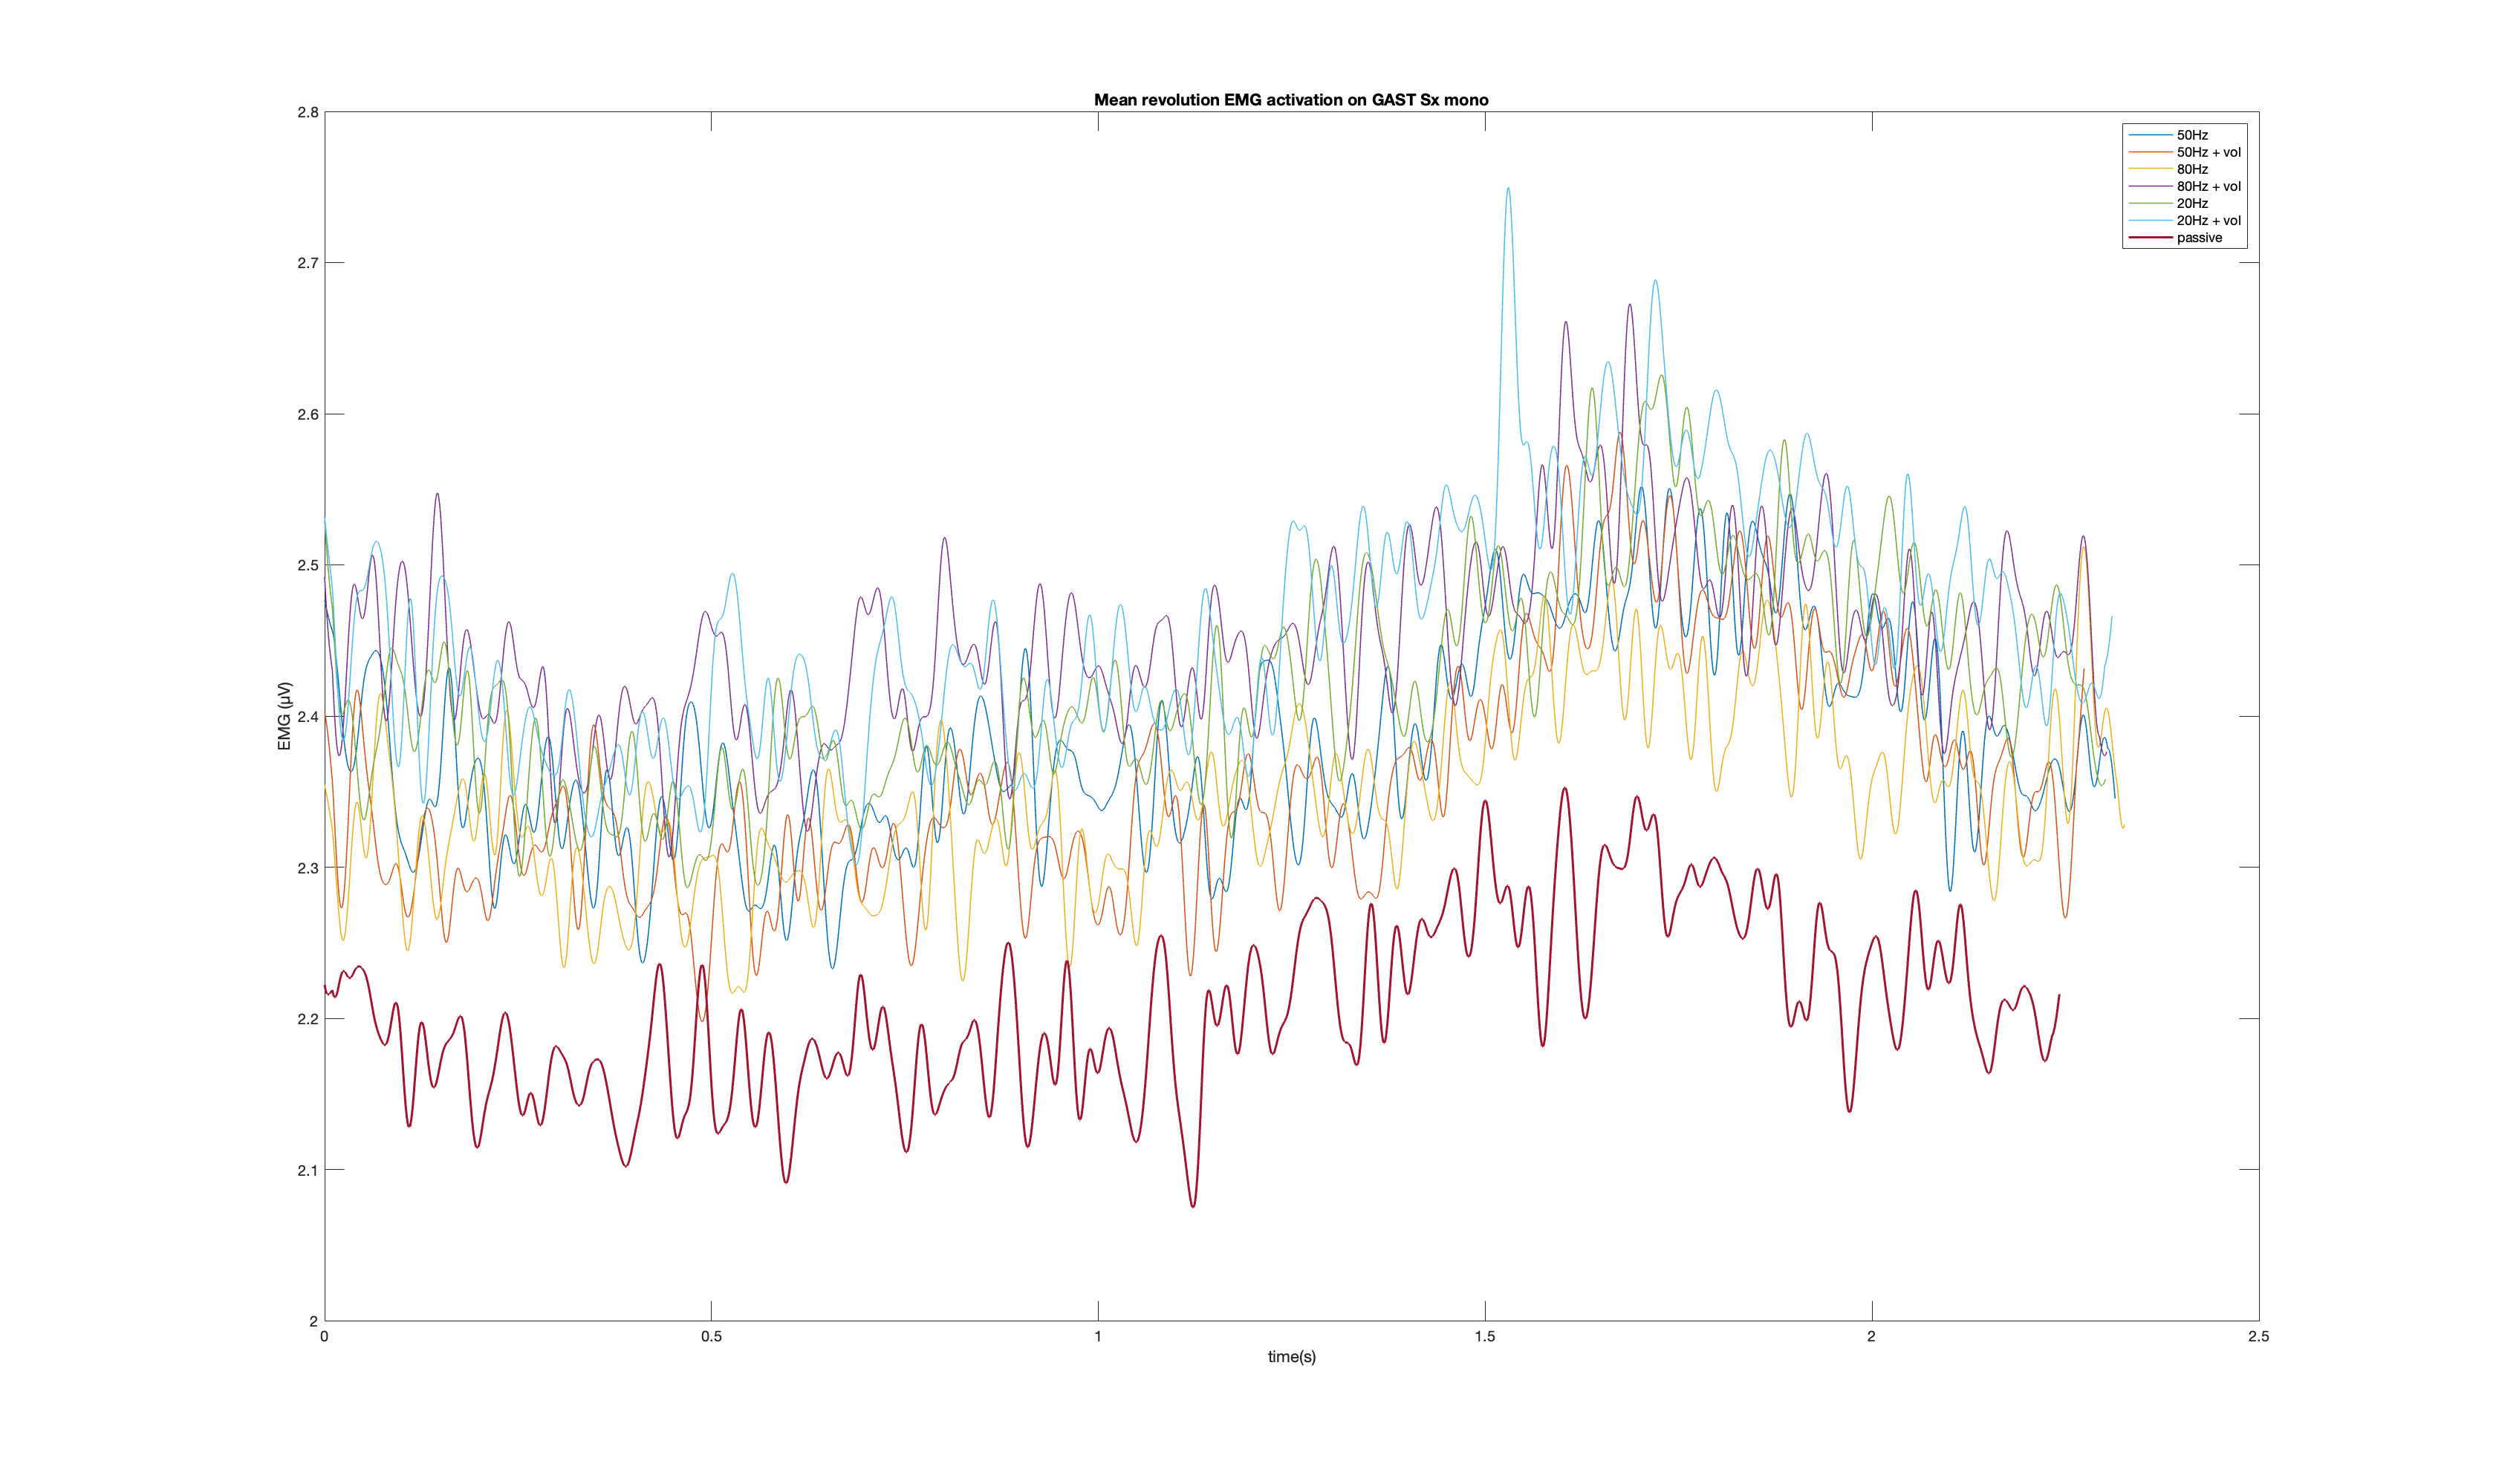 Mean revolution EMG activation on GAST Sx mono
2.8
2.7
2.6
2.5
2.4
2.3
2.2
2.1
2
EMG (µV)
50Hz
50Hz + vol
80Hz
80Hz + vol
20Hz
20Hz + vol
passive
0
0.5
1
1.5
2
2.5
time(s)